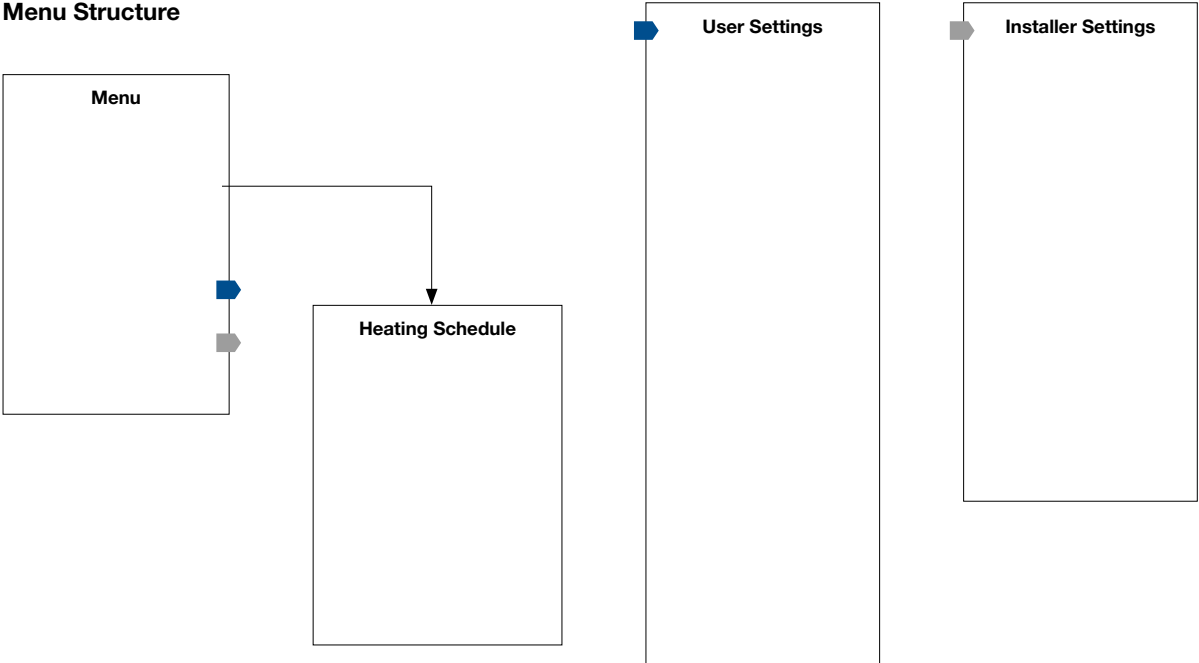 Menu Structure
Menu
Heating Schedule
User Settings
Installer Settings